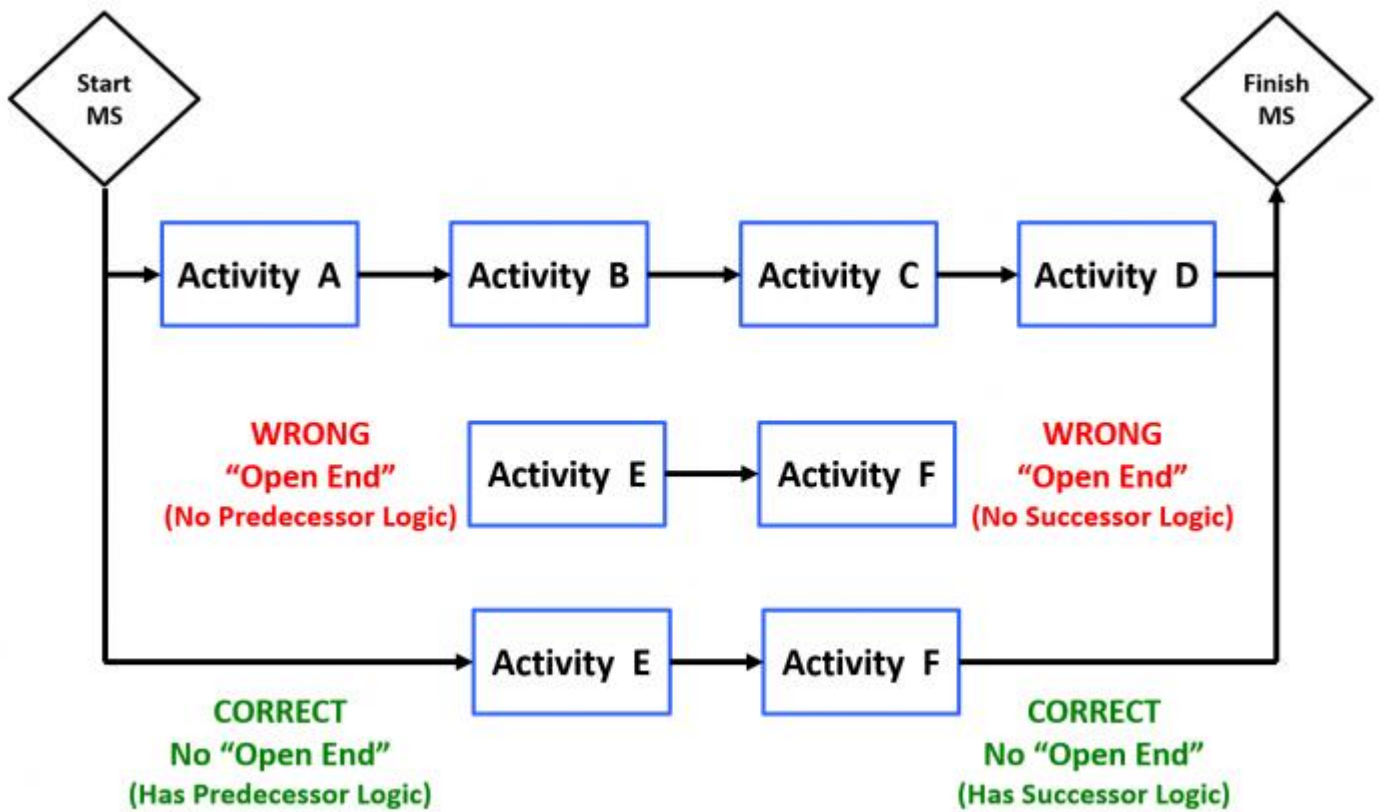 Start
MS
Finish
MS
Activity A
Activity B
Activity C
Activity D
WRONG
“Open End”
(No Predecessor Logic)
Activity E
Activity F
WRONG
“Open End”
(No Successor Logic)
Activity E
Activity F
CORRECT
No “Open End”
(Has Predecessor Logic)
CORRECT
No “Open End”
(Has Successor Logic)